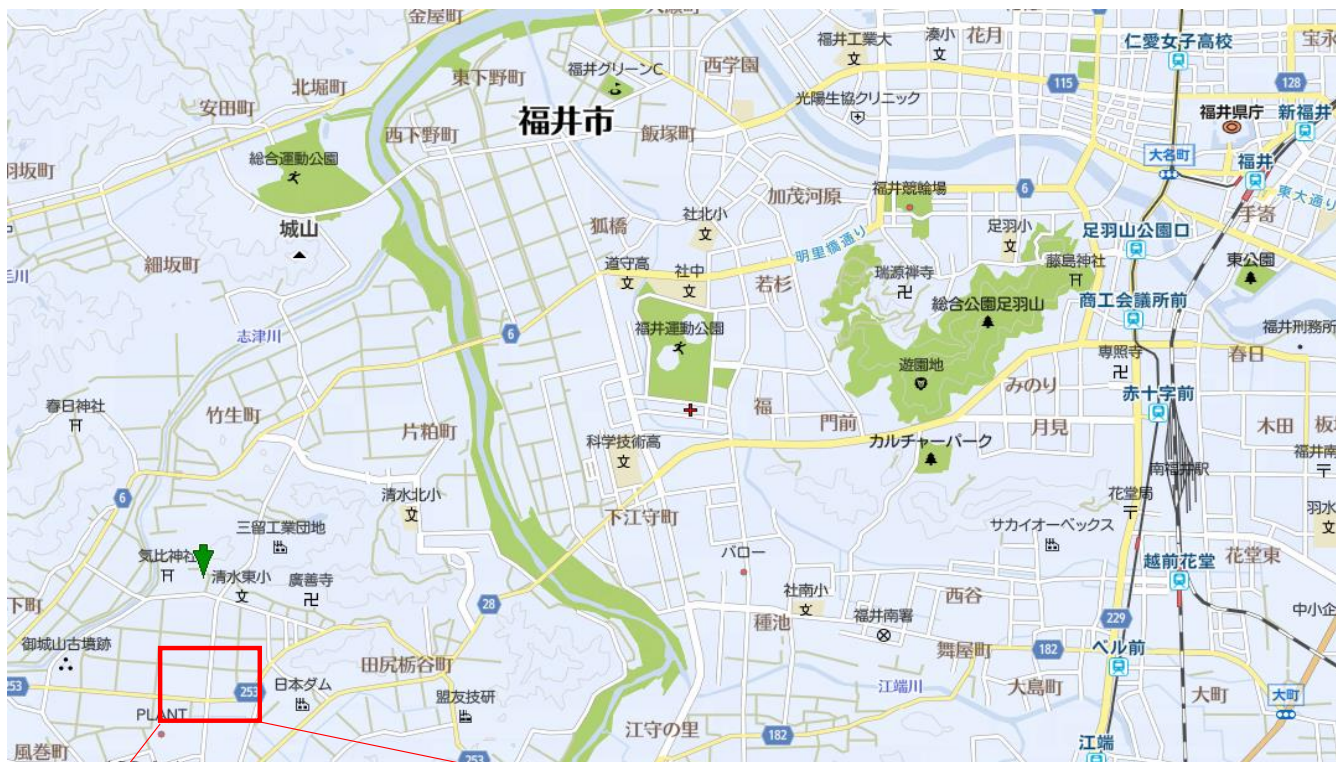 金屋町
福井工業大
湊小
花月
仁愛女子高校
宝永
北堀町
東下野町
福井グリーンC
西学園
115
128
安田町
福井市
光陽生協クリニック
福井県庁
新福井
西下野町
飯塚町
総合運動公園
大名町
福井
羽坂町
加茂河原
福井競輪場
6
東大通り
手寄
狐橋
社北小
足羽小
足羽山公園口
城山
明里橋通り
細坂町
道守高
社中
若杉
瑞源禅寺
藤島神社
東公園
毛川
総合公園足羽山
商工会議所前
志津川
6
福井運動公園
福井刑務所
専照寺
春日
遊園地
みのり
赤十字前
春日神社
竹生町
片粕町
福
門前
月見
木田
板垣
科学技術高
カルチャーパーク
福井南
南福井駅
6
清水北小
花堂局
下江守町
サカイオーベックス
羽水
三留工業団地
バロー
気比神社
越前花堂
花堂東
清水東小
廣善寺
社南小
西谷
下町
28
種池
福井南署
229
中小企
御城山古墳跡
舞屋町
182
ベル前
田尻栃谷町
253
253
日本ダム
盟友技研
江端川
大島町
大町
大町
PLANT
江守の里
182
風巻町
253
江端